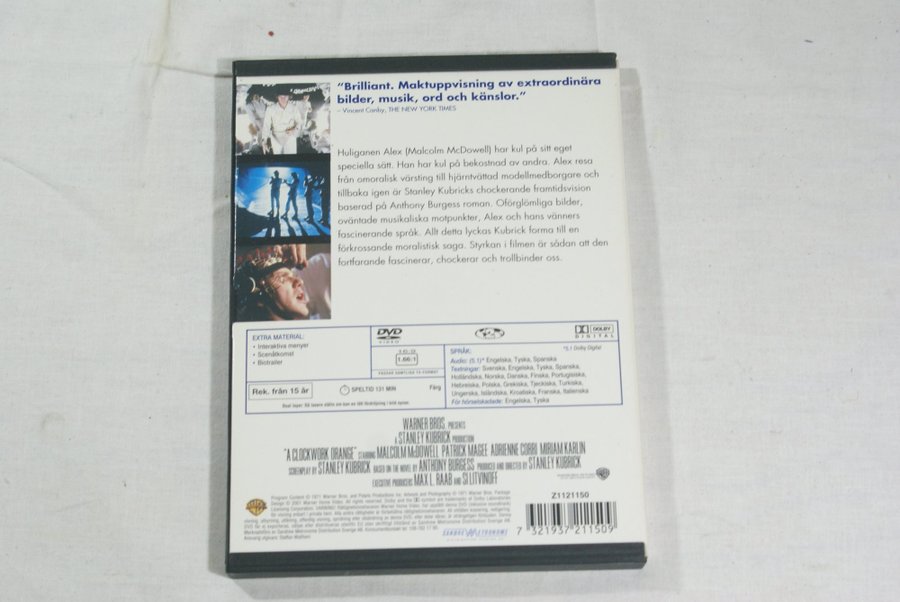 “Brilliant. Maktuppvisning av extraordinära
bilder, musik, ord och känslor.”
– Vincent Canby, THE NEW YORK TIMES
Huliganen Alex (Malcolm McDowell) har kul på sitt eget
speciella sätt. Han har kul på bekostnad av andra. Alex resa
från omoralisk värsting till hjärntvättad modellmedborgare och
tillbaka igen är Stanley Kubricks chockerande framtidsvision
baserad på Anthony Burgess roman. Oförglömliga bilder,
oväntade musikaliska motpunkter, Alex och hans vänners
fascinerande språk. Allt detta lyckas Kubrick forma till en
förkrossande moralistisk saga. Styrkan i filmen är sådan att den
fortfarande fascinerar, chockerar och trollbinder oss.
EXTRA MATERIAL:
• Interaktiva menyer
• Scenåtkomst
• Biotrailer
Rek. från 15 år
SPELTID 131 MIN
Färg
DVD
VIDEO
16:9
1.66:1
DOLBY
DIGITAL
SPRÅK:
*5.1 Dolby Digital
Audio: (5.1)* Engelska, Tyska, Spanska
Textningar: Svenska, Engelska, Tyska, Spanska,
Holländska, Norska, Danska, Finska, Portugisiska,
Hebreiska, Polska, Grekiska, Tjeckiska, Turkiska,
Ungerska, Isländska, Kroatiska, Franska, Italienska
För hörselskadade: Engelska, Tyska
WARNER BROS. PRESENTS
A STANLEY KUBRICK PRODUCTION
"A CLOCKWORK ORANGE" STARRING MALCOLM McDOWELL PATRICK MAGEE ADRIENNE CORRI MIRIAM KARLIN
SCREENPLAY BY STANLEY KUBRICK BASED ON THE NOVEL BY ANTHONY BURGESS PRODUCED AND DIRECTED BY STANLEY KUBRICK
EXECUTIVE PRODUCERS MAX L. RAAB AND SI LITVINOFF
SANDREW METRONOME
Z1121150
7 321937 211509